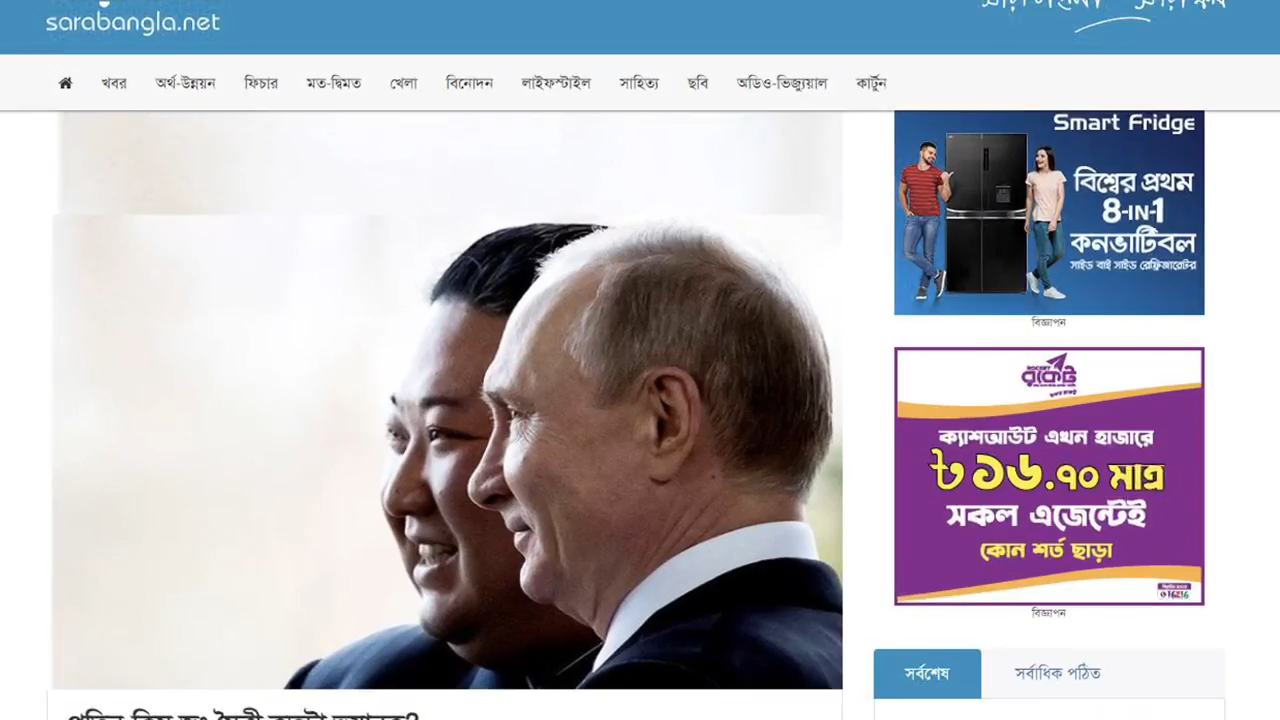 sarabangla.net
খবর অর্থ-উন্নয়ন ফিচার মত-দ্বিমত খেলা বিনোদন লাইফস্টাইল সাহিত্য ছবি অডিও-ভিজ্যুয়াল কার্টুন
Smart Fridge
বিশ্বের প্রথম
8-IN-1
কনভার্টিবল
সাইড বাই সাইড রেফ্রিজারেটর
বিজ্ঞাপন
ROCKET
রকেট
ক্যাশআউট এখন হাজারে
৳১৬.৭০ মাত্র
সকল এজেন্টেই
কোন শর্ত ছাড়া
16216
বিজ্ঞাপন
সর্বশেষ সর্বাধিক পঠিত